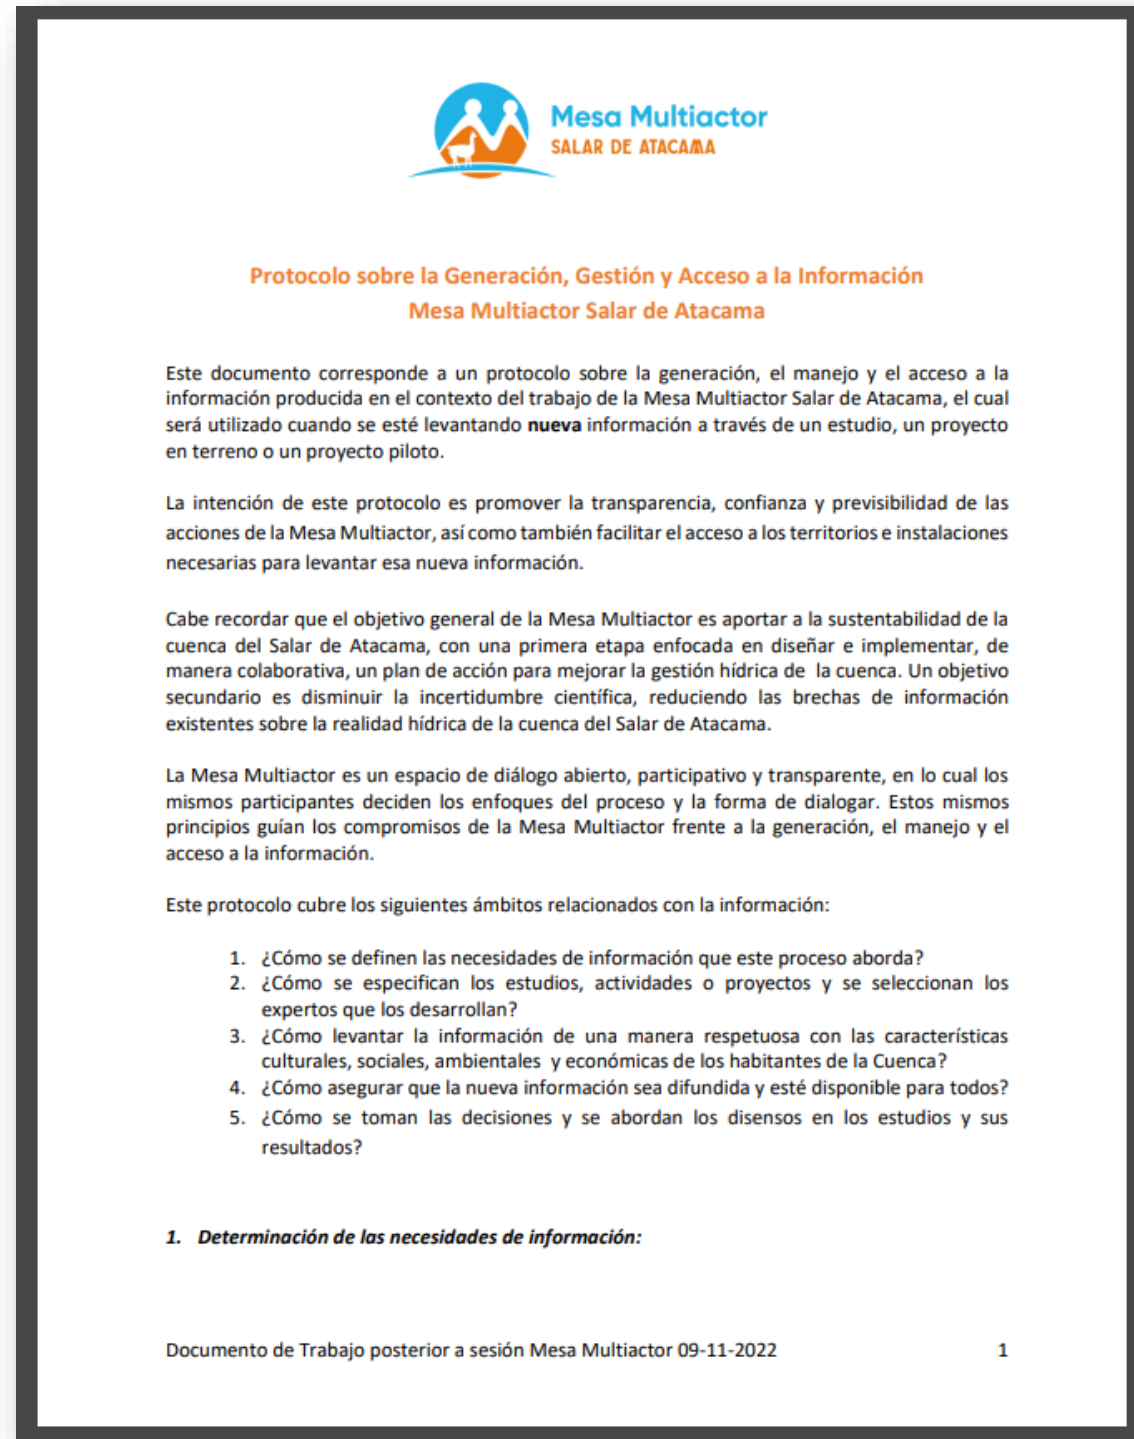 Mesa Multiactor
SALAR DE ATACAMA
Protocolo sobre la Generación, Gestión y Acceso a la Información
Mesa Multiactor Salar de Atacama
Este documento corresponde a un protocolo sobre la generación, el manejo y el acceso a la
información producida en el contexto del trabajo de la Mesa Multiactor Salar de Atacama, el cual
será utilizado cuando se esté levantando nueva información a través de un estudio, un proyecto
en terreno o un proyecto piloto.
La intención de este protocolo es promover la transparencia, confianza y previsibilidad de las
acciones de la Mesa Multiactor, así como también facilitar el acceso a los territorios e instalaciones
necesarias para levantar esa nueva información.
Cabe recordar que el objetivo general de la Mesa Multiactor es aportar a la sustentabilidad de la
cuenca del Salar de Atacama, con una primera etapa enfocada en diseñar e implementar, de
manera colaborativa, un plan de acción para mejorar la gestión hídrica de la cuenca. Un objetivo
secundario es disminuir la incertidumbre científica, reduciendo las brechas de información
existentes sobre la realidad hídrica de la cuenca del Salar de Atacama.
La Mesa Multiactor es un espacio de diálogo abierto, participativo y transparente, en lo cual los
mismos participantes deciden los enfoques del proceso y la forma de dialogar. Estos mismos
principios guían los compromisos de la Mesa Multiactor frente a la generación, el manejo y el
acceso a la información.
Este protocolo cubre los siguientes ámbitos relacionados con la información:
1. ¿Cómo se definen las necesidades de información que este proceso aborda?
2. ¿Cómo se especifican los estudios, actividades o proyectos y se seleccionan los
expertos que los desarrollan?
3. ¿Cómo levantar la información de una manera respetuosa con las características
culturales, sociales, ambientales y económicas de los habitantes de la Cuenca?
4. ¿Cómo asegurar que la nueva información sea difundida y esté disponible para todos?
5. ¿Cómo se toman las decisiones y se abordan los disensos en los estudios y sus
resultados?
1. Determinación de las necesidades de información:
Documento de Trabajo posterior a sesión Mesa Multiactor 09-11-2022 1